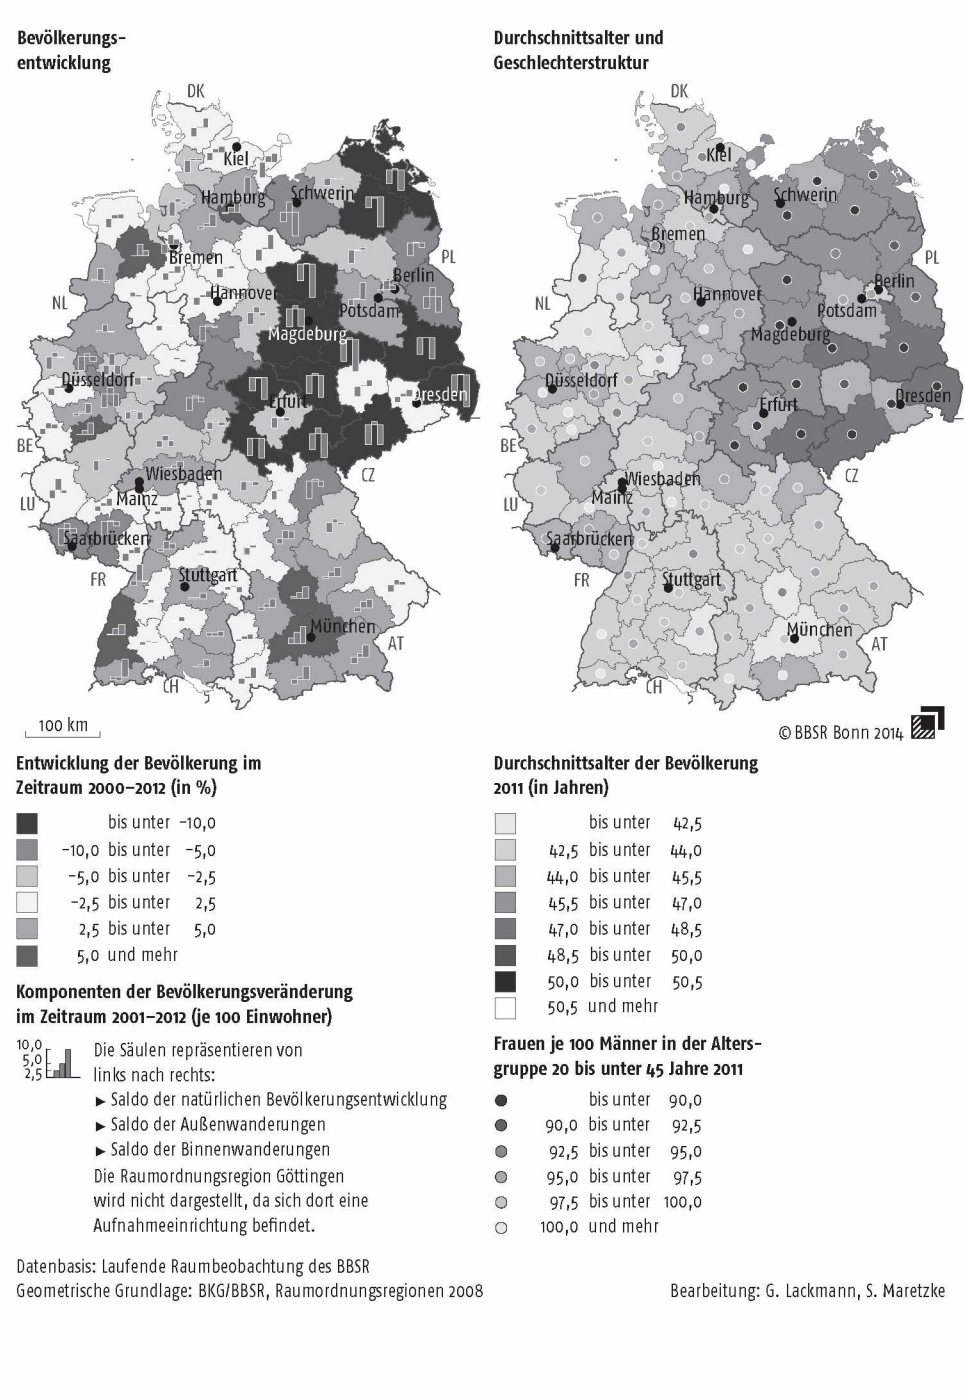 Bevölkerungs-
entwicklung
DK
Kiel
Hamburg
Schwerin
Bremen
PL
Berlin
NL
Hannover
Potsdam
Magdeburg
Düsseldorf
Erfurt
Dresden
BE
Wiesbaden
CZ
LU
Mainz
Saarbrücken
FR
Stuttgart
München
AT
CH
100 km
Durchschnittsalter und
Geschlechterstruktur
DK
Kiel
Hamburg
Schwerin
Bremen
PL
Berlin
NL
Hannover
Potsdam
Magdeburg
Düsseldorf
Erfurt
Dresden
BE
Wiesbaden
CZ
LU
Mainz
Saarbrücken
FR
Stuttgart
München
AT
CH
© BBSR Bonn 2014
Entwicklung der Bevölkerung im
Zeitraum 2000–2012 (in %)
bis unter –10,0
–10,0 bis unter –5,0
–5,0 bis unter –2,5
–2,5 bis unter 2,5
2,5 bis unter 5,0
5,0 und mehr
Komponenten der Bevölkerungsveränderung
im Zeitraum 2001–2012 (je 100 Einwohner)
10,0
5,0
2,5
Die Säulen repräsentieren von
links nach rechts:
► Saldo der natürlichen Bevölkerungsentwicklung
► Saldo der Außenwanderungen
► Saldo der Binnenwanderungen
Die Raumordnungsregion Göttingen
wird nicht dargestellt, da sich dort eine
Aufnahmeeinrichtung befindet.
Durchschnittsalter der Bevölkerung
2011 (in Jahren)
bis unter 42,5
42,5 bis unter 44,0
44,0 bis unter 45,5
45,5 bis unter 47,0
47,0 bis unter 48,5
48,5 bis unter 50,0
50,0 bis unter 50,5
50,5 und mehr
Frauen je 100 Männer in der Alters-
gruppe 20 bis unter 45 Jahre 2011
bis unter 90,0
90,0 bis unter 92,5
92,5 bis unter 95,0
95,0 bis unter 97,5
97,5 bis unter 100,0
100,0 und mehr
Datenbasis: Laufende Raumbeobachtung des BBSR
Geometrische Grundlage: BKG/BBSR, Raumordnungsregionen 2008
Bearbeitung: G. Lackmann, S. Maretzke